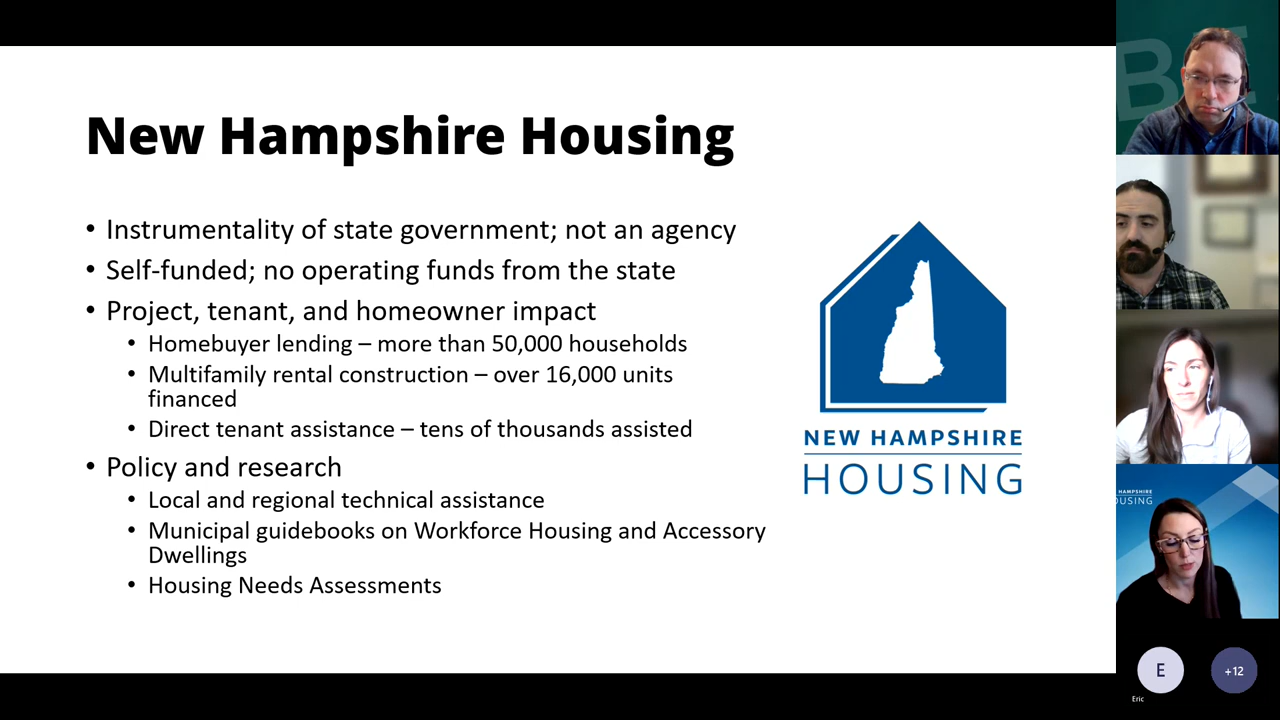 New Hampshire Housing
• Instrumentality of state government; not an agency
• Self-funded; no operating funds from the state
• Project, tenant, and homeowner impact
• Homebuyer lending – more than 50,000 households
• Multifamily rental construction – over 16,000 units
financed
• Direct tenant assistance – tens of thousands assisted
• Policy and research
• Local and regional technical assistance
• Municipal guidebooks on Workforce Housing and Accessory
Dwellings
• Housing Needs Assessments
NEW HAMPSHIRE
HOUSING
HAMPSHIRE
OUSING
E
+12
Eric